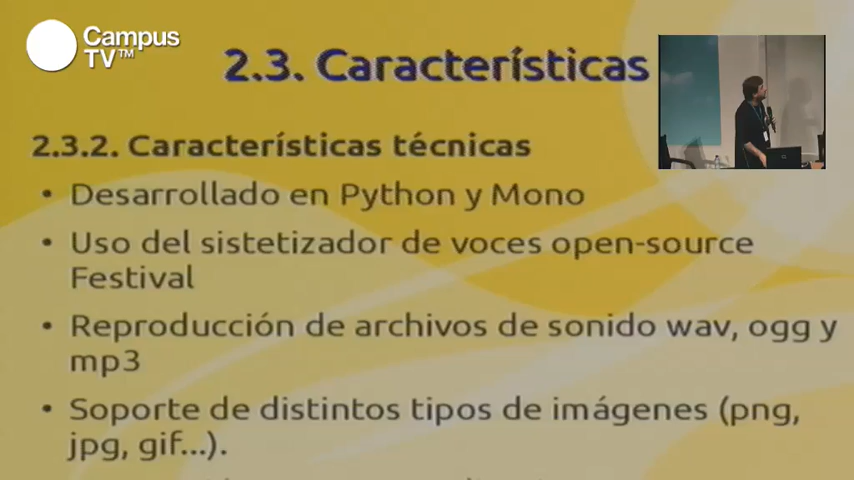 Campus
TV™
2.3. Características
2.3.2. Características técnicas
• Desarrollado en Python y Mono
• Uso del sistetizador de voces open-source
Festival
• Reproducción de archivos de sonido wav, ogg y
mp3
• Soporte de distintos tipos de imágenes (png,
jpg, gif...).